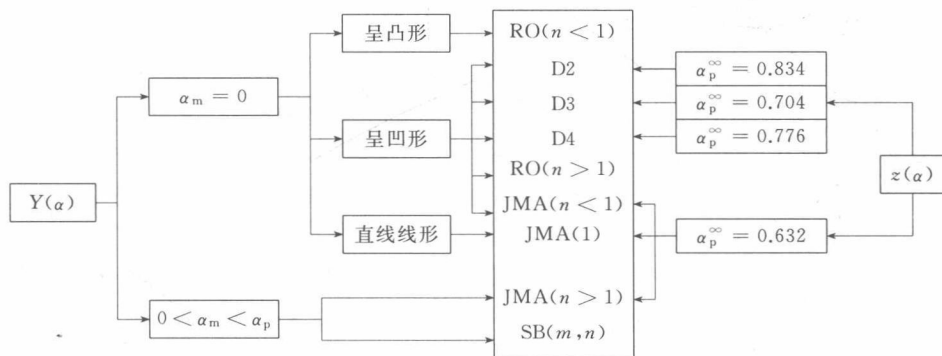 呈凸形
RO(n < 1)
D2
α_p^∞ = 0.834
α_m = 0
D3
α_p^∞ = 0.704
呈凹形
D4
α_p^∞ = 0.776
RO(n > 1)
z(α)
Y(α)
JMA(n < 1)
直线线形
JMA(1)
α_p^∞ = 0.632
0 < α_m < α_p
JMA(n > 1)
SB(m,n)